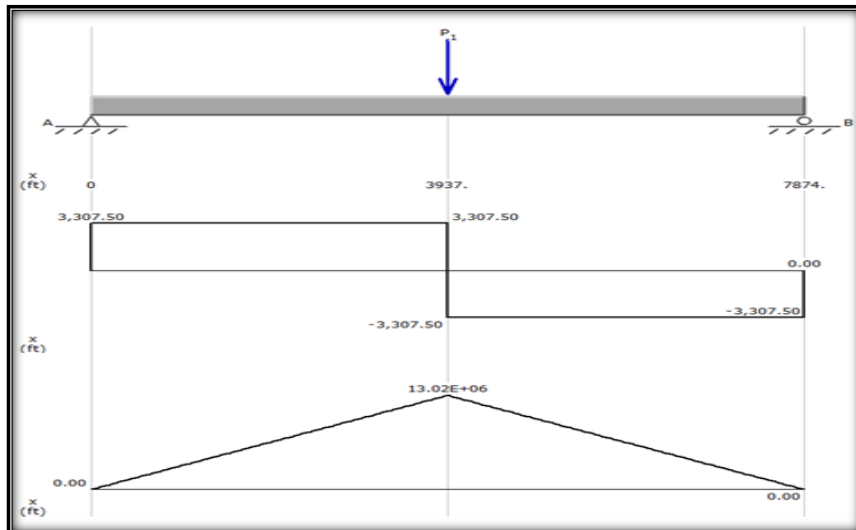 P1
A B
x
(ft) 0 3937. 7874.
3,307.50 3,307.50
0.00
-3,307.50 -3,307.50
x
(ft)
13.02E+06
0.00 0.00
x
(ft)